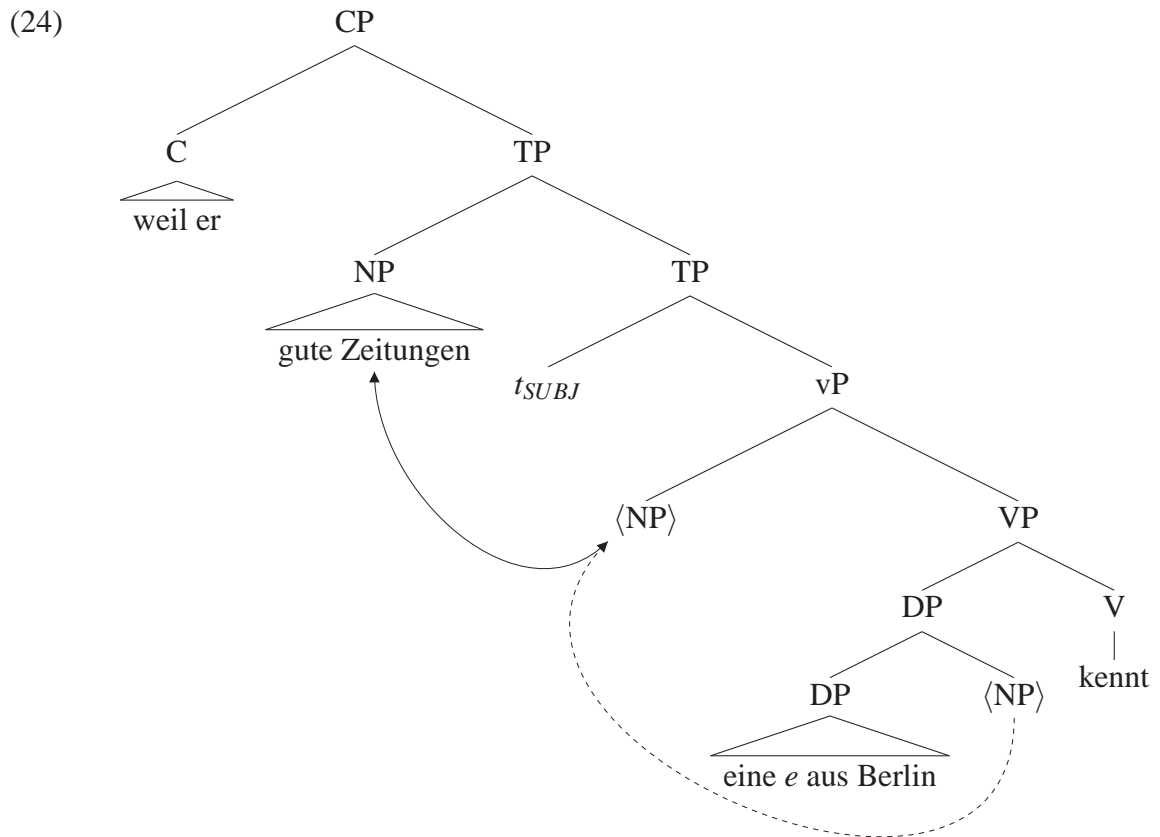 (24)
CP
C TP
weil er
NP TP
gute Zeitungen
t_SUBJ vP
⟨NP⟩ VP
DP V
DP ⟨NP⟩ kennt
eine e aus Berlin